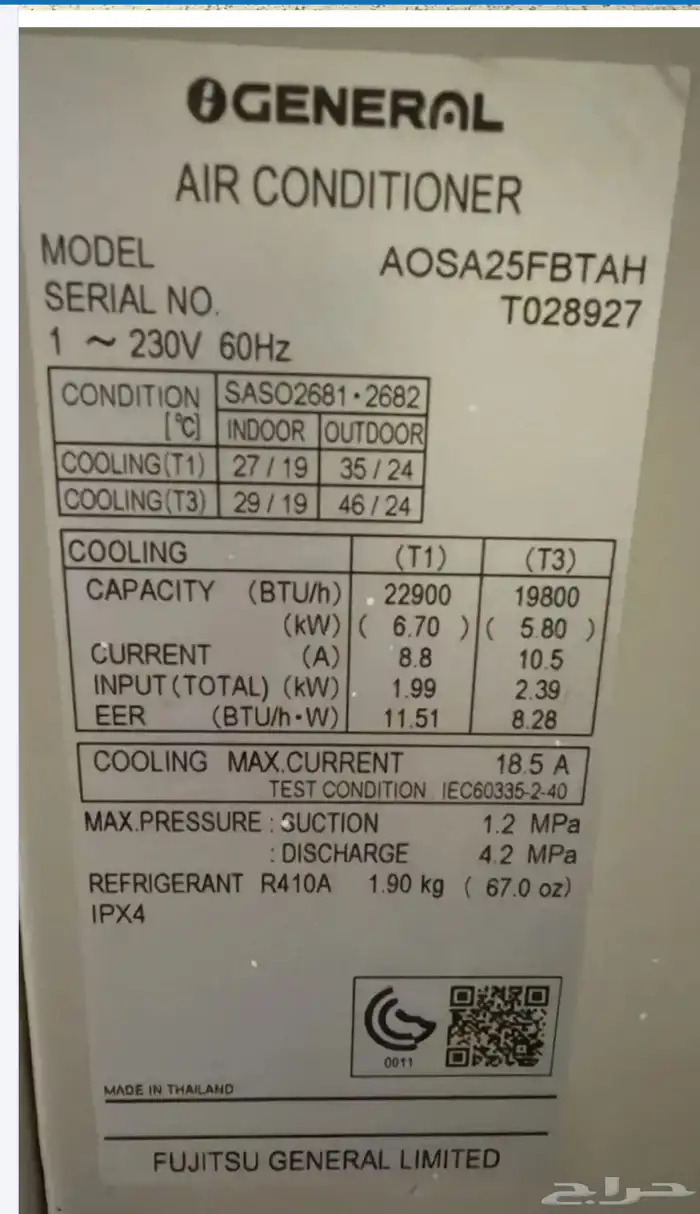 GENERAL
AIR CONDITIONER
MODEL AOSA25FBTAH
SERIAL NO. T028927
1 ~ 230V 60Hz
CONDITION [℃] SASO2681・2682
INDOOR OUTDOOR
COOLING(T1) 27/19 35/24
COOLING(T3) 29/19 46/24
COOLING (T1) (T3)
CAPACITY (BTU/h) 22900 19800
(kW) ( 6.70 ) ( 5.80 )
CURRENT (A) 8.8 10.5
INPUT(TOTAL) (kW) 1.99 2.39
EER (BTU/h・W) 11.51 8.28
COOLING MAX.CURRENT 18.5 A
TEST CONDITION IEC60335-2-40
MAX.PRESSURE : SUCTION 1.2 MPa
: DISCHARGE 4.2 MPa
REFRIGERANT R410A 1.90 kg ( 67.0 oz)
IPX4
0011
MADE IN THAILAND
FUJITSU GENERAL LIMITED
حراج